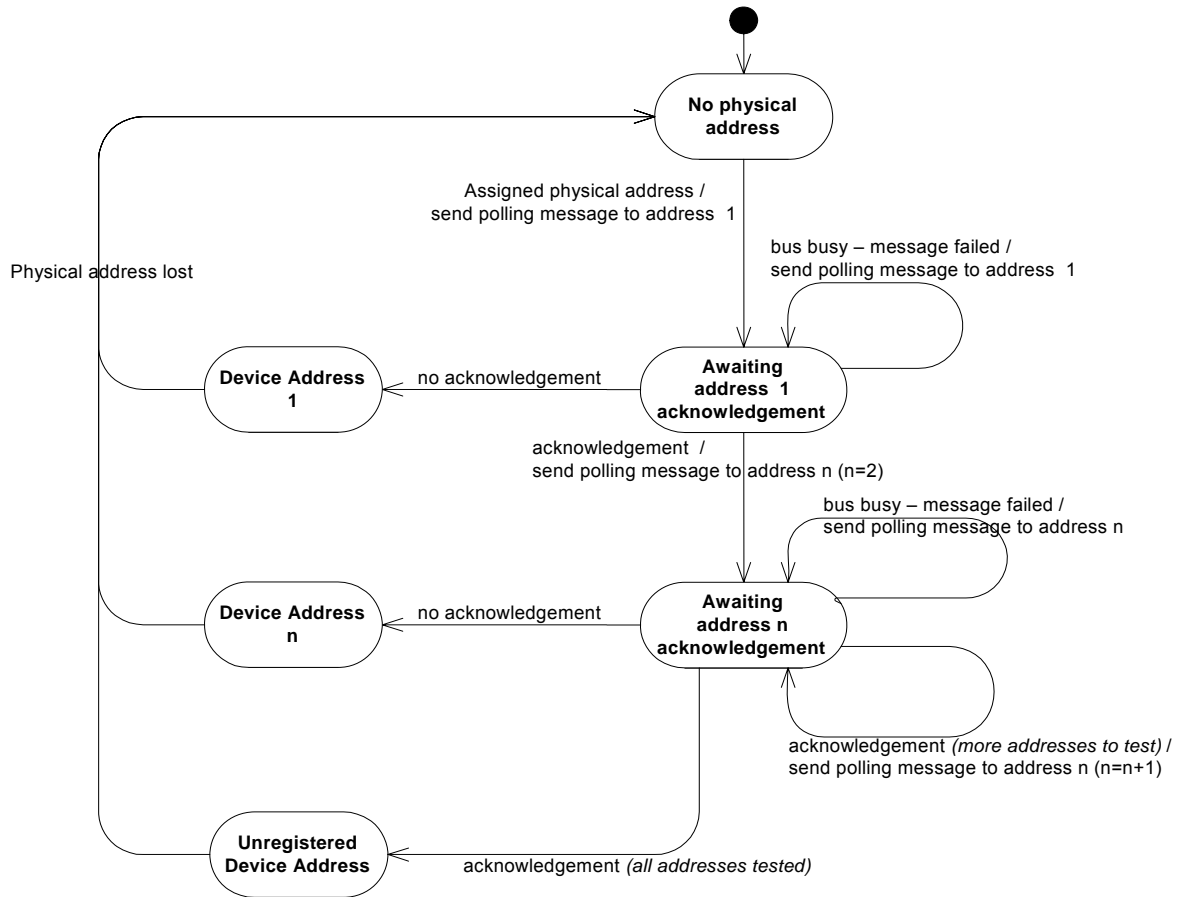 No physical
address
Assigned physical address /
send polling message to address  1
bus busy – message failed /
send polling message to address  1
Physical address lost
Device Address
1
no acknowledgement
Awaiting
address  1
acknowledgement
acknowledgement  /
send polling message to address n (n=2)
bus busy – message failed /
send polling message to address n
Device Address
n
no acknowledgement
Awaiting
address n
acknowledgement
acknowledgement (more addresses to test) /
send polling message to address n (n=n+1)
Unregistered
Device Address
acknowledgement (all addresses tested)